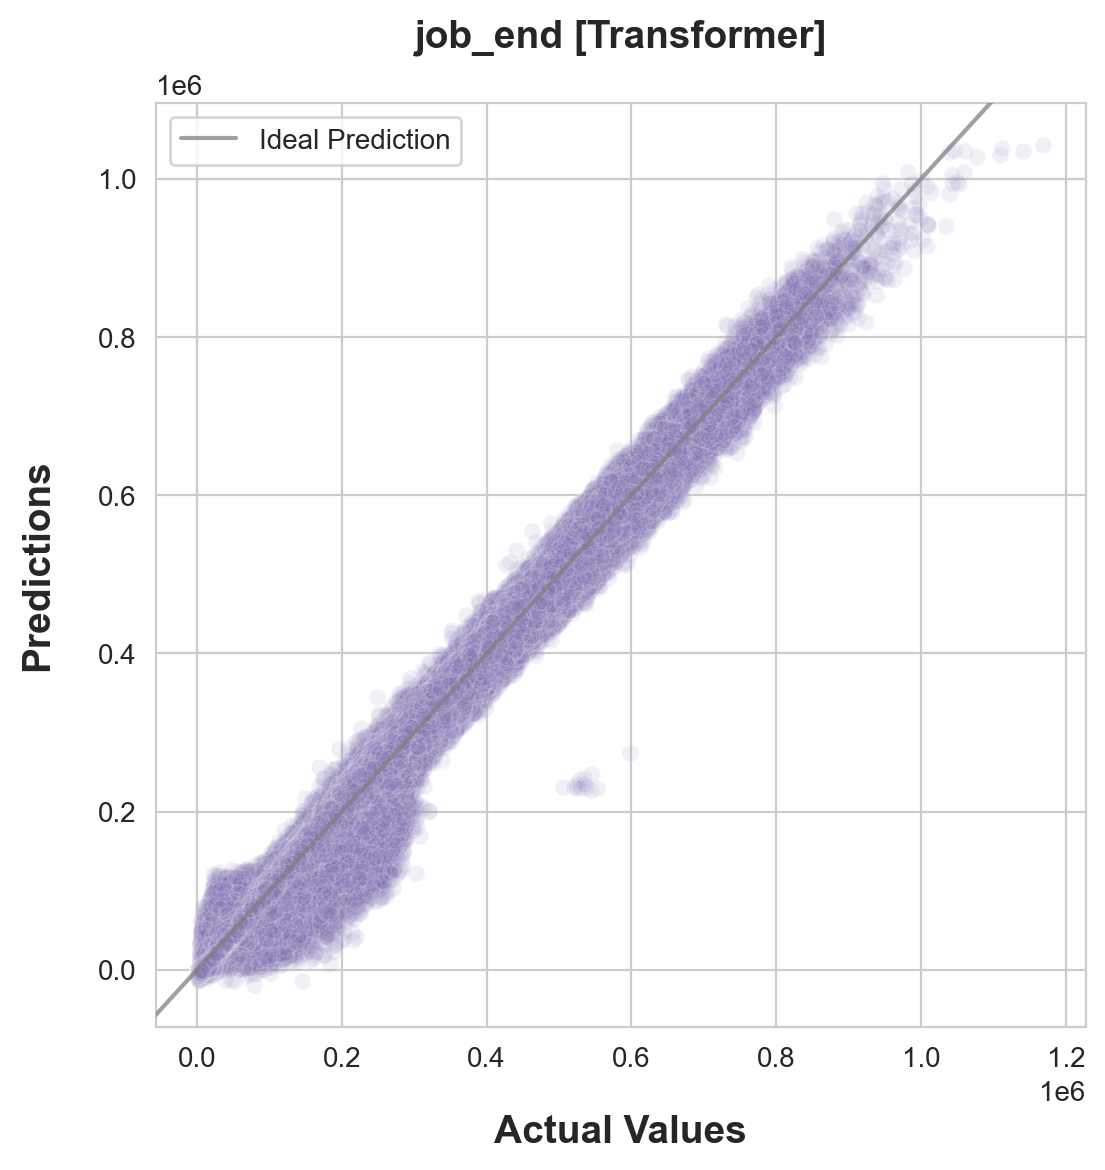 job_end [Transformer]
1e6
Ideal Prediction
1.0
0.8
0.6
0.4
0.2
0.0
Predictions
0.0 0.2 0.4 0.6 0.8 1.0 1.2
1e6
Actual Values